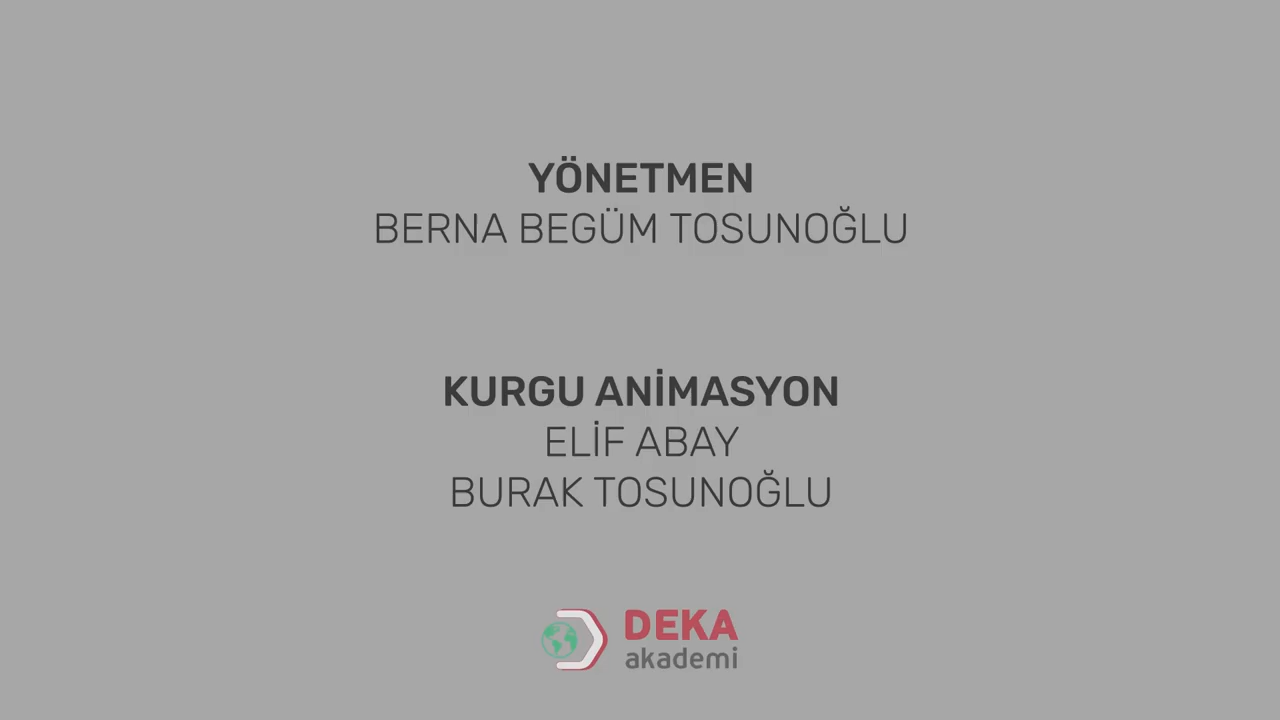 YÖNETMEN
BERNA BEGÜM TOSUNOĞLU
KURGU ANİMASYON
ELİF ABAY
BURAK TOSUNOĞLU
DEKA
akademi